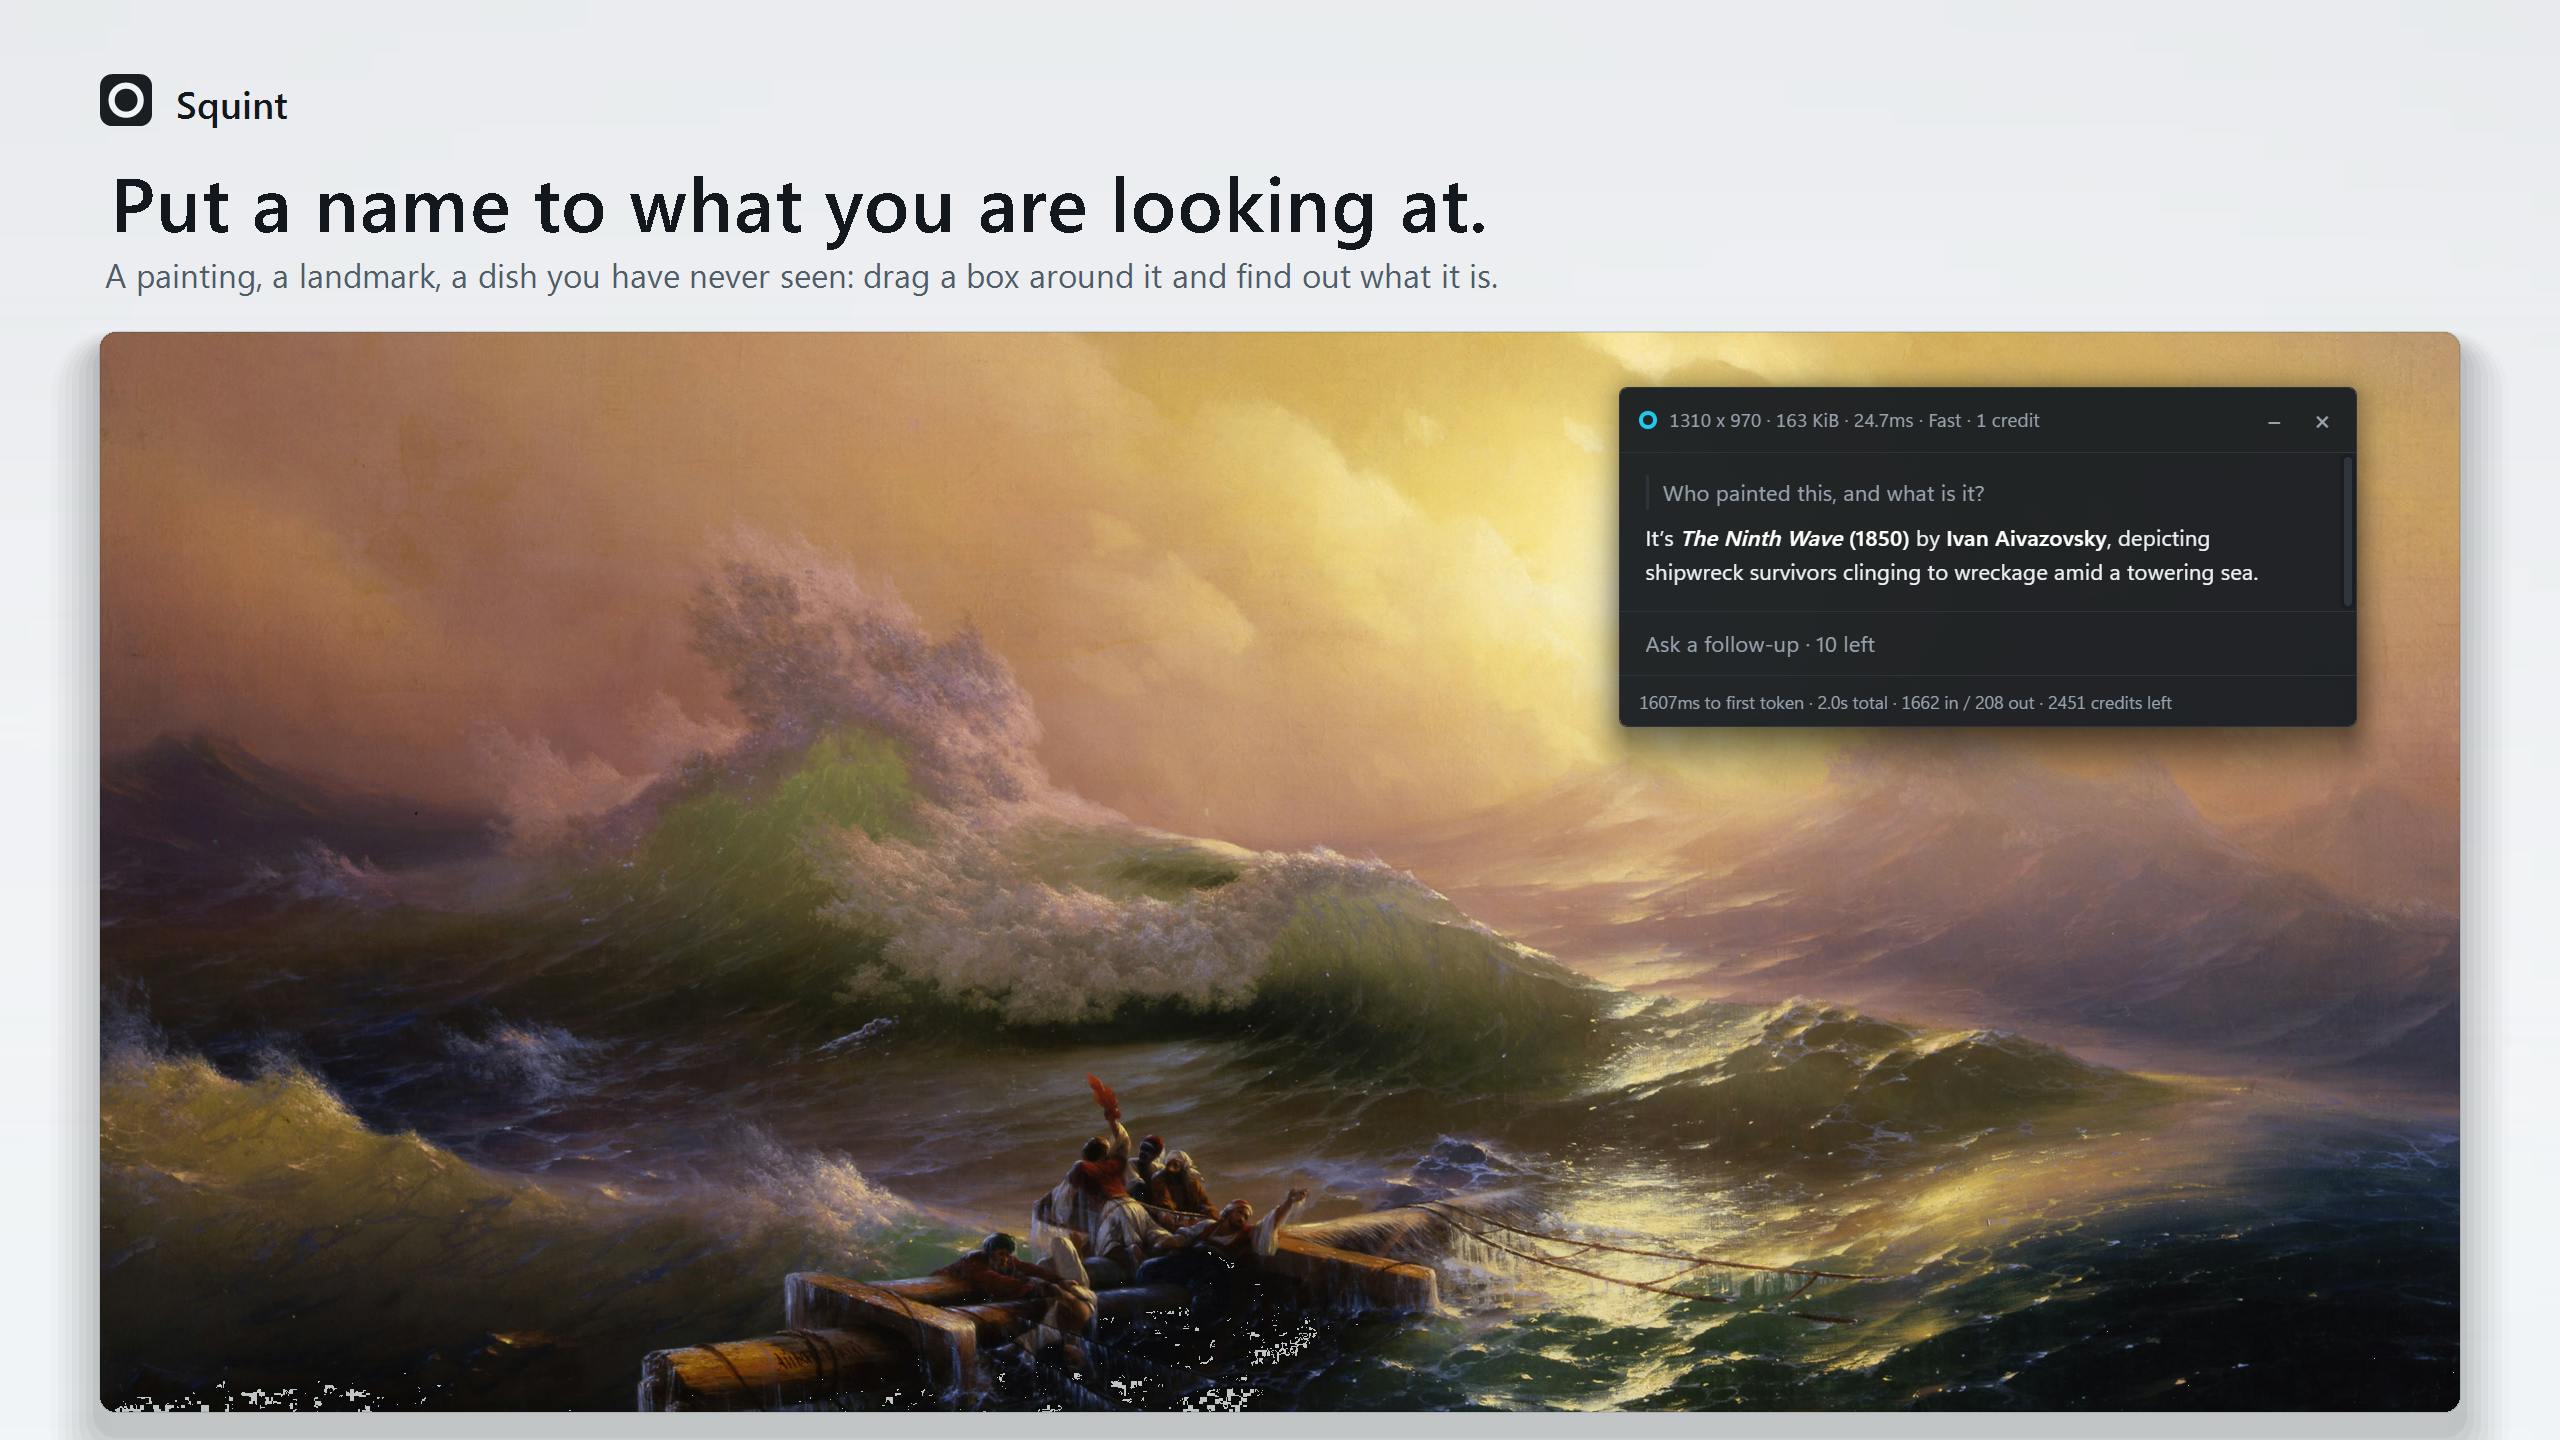 Squint
Put a name to what you are looking at.
A painting, a landmark, a dish you have never seen: drag a box around it and find out what it is.
1310 x 970 · 163 KiB · 24.7ms · Fast · 1 credit
Who painted this, and what is it?
It’s The Ninth Wave (1850) by Ivan Aivazovsky, depicting
shipwreck survivors clinging to wreckage amid a towering sea.
Ask a follow-up · 10 left
1607ms to first token · 2.0s total · 1662 in / 208 out · 2451 credits left